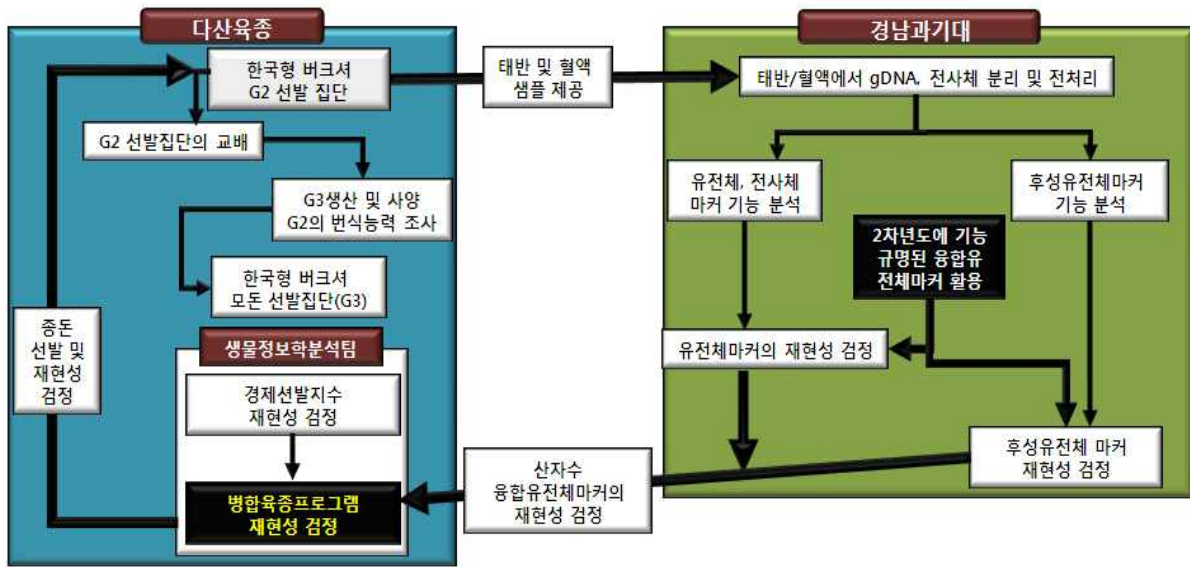 다산육종
한국형 버크셔
G2 선발 집단
G2 선발집단의 교배
G3생산 및 사양
G2의 번식능력 조사
한국형 버크셔
모돈 선발집단(G3)
종돈
선발 및
재현성
검정
생물정보학분석팀
경제선발지수
재현성 검정
병합육종프로그램
재현성 검정
태반 및 혈액
샘플 제공
산자수
융합유전체마커의
재현성 검정
경남과기대
태반/혈액에서 gDNA, 전사체 분리 및 전처리
유전체, 전사체
마커 기능 분석
후성유전체마커
기능 분석
2차년도에 기능
규명된 융합유
전체마커 활용
유전체마커의 재현성 검정
후성유전체 마커
재현성 검정